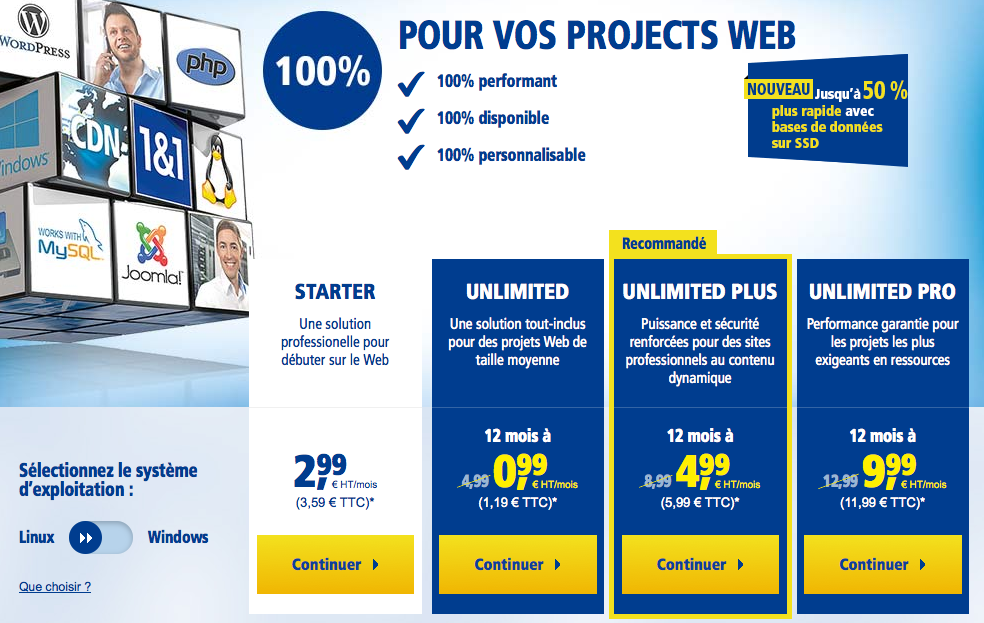 WORDPRESS
php
Windows
CDN
1&1
WORKS WITH
MySQL
Joomla!
100%
POUR VOS PROJECTS WEB
100% performant
100% disponible
100% personnalisable
NOUVEAU Jusqu'à 50 %
plus rapide avec
bases de données
sur SSD
STARTER
Une solution
professionelle pour
débuter sur le Web
2,99
€ HT/mois
(3,59 € TTC)*
Continuer
UNLIMITED
Une solution tout-inclus
pour des projets Web de
taille moyenne
12 mois à
4,99 0,99
€ HT/mois
(1,19 € TTC)*
Continuer
Recommandé
UNLIMITED PLUS
Puissance et sécurité
renforcées pour des sites
professionnels au contenu
dynamique
12 mois à
8,99 4,99
€ HT/mois
(5,99 € TTC)*
Continuer
UNLIMITED PRO
Performance garantie pour
les projets les plus
exigeants en ressources
12 mois à
12,99 9,99
€ HT/mois
(11,99 € TTC)*
Continuer
Sélectionnez le système
d'exploitation :
Linux
Windows
Que choisir ?